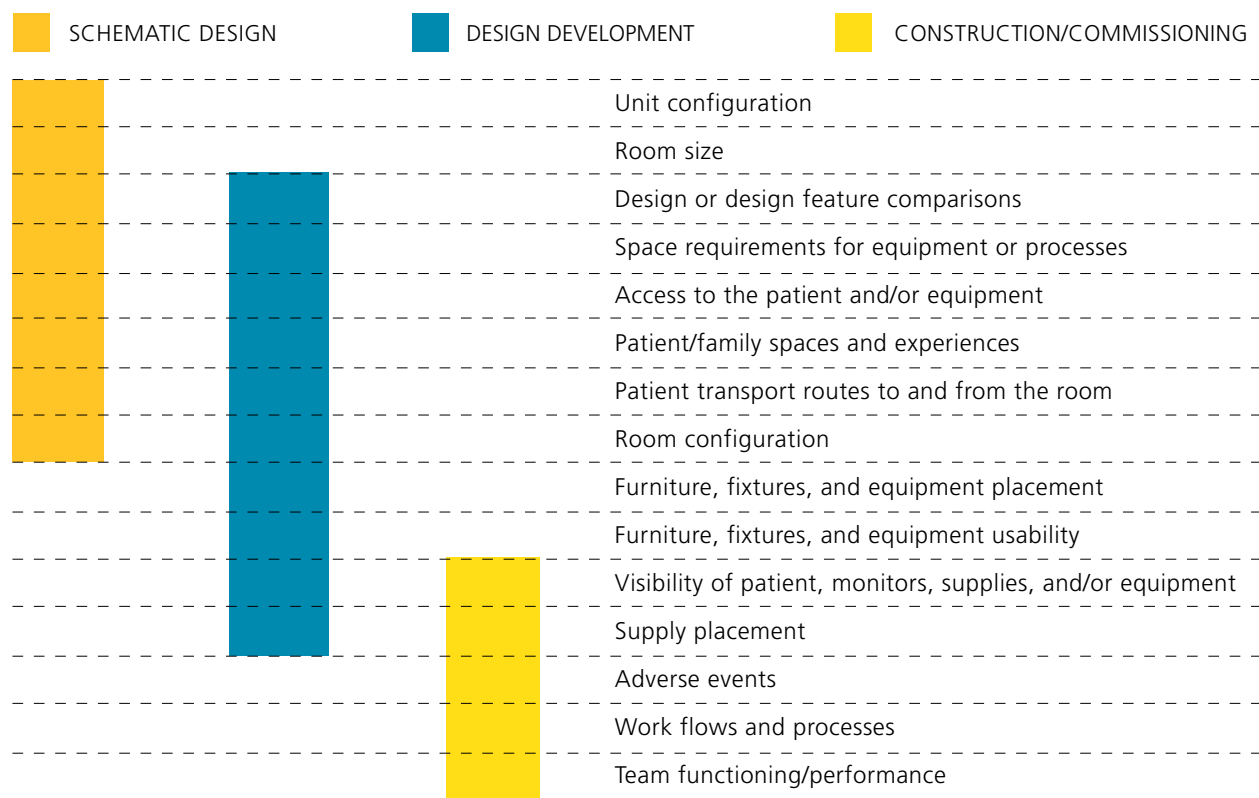 SCHEMATIC DESIGN
DESIGN DEVELOPMENT
CONSTRUCTION/COMMISSIONING
Unit configuration
Room size
Design or design feature comparisons
Space requirements for equipment or processes
Access to the patient and/or equipment
Patient/family spaces and experiences
Patient transport routes to and from the room
Room configuration
Furniture, fixtures, and equipment placement
Furniture, fixtures, and equipment usability
Visibility of patient, monitors, supplies, and/or equipment
Supply placement
Adverse events
Work flows and processes
Team functioning/performance